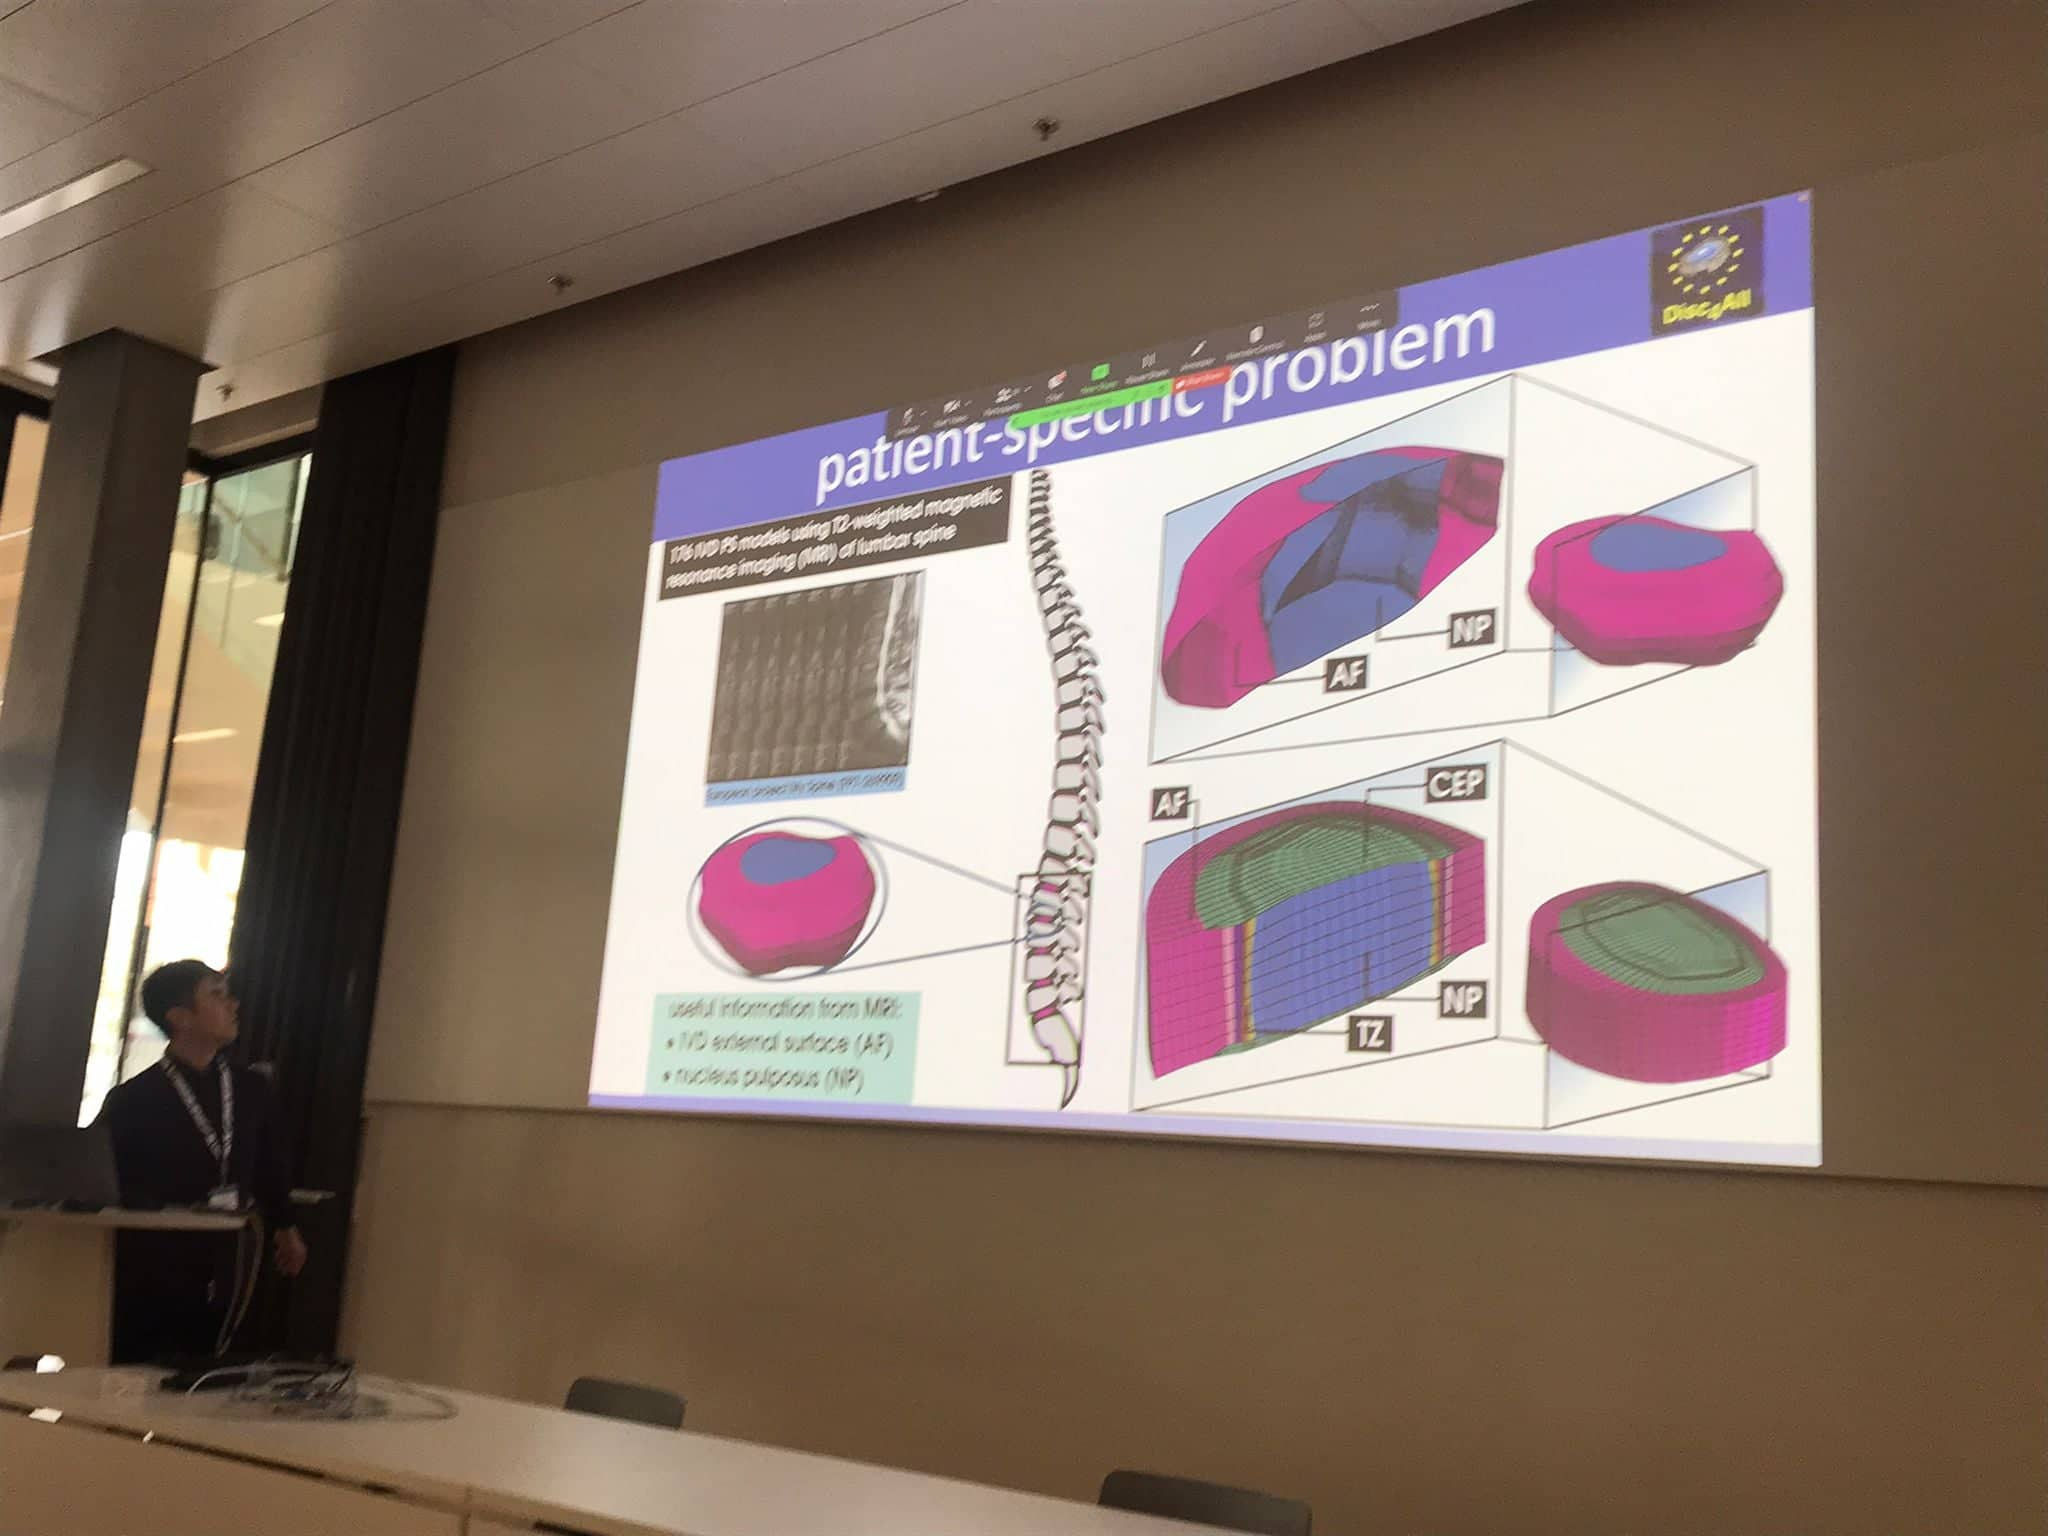 Disc4All
patient-specific problem
176 IVD PS models using T2-weighted magnetic
resonance imaging (MRI) of lumbar spine
European project My Spine
useful information from MRI:
• IVD external surface (AF)
• nucleus pulposus (NP)
NP
AF
AF
CEP
NP
TZ